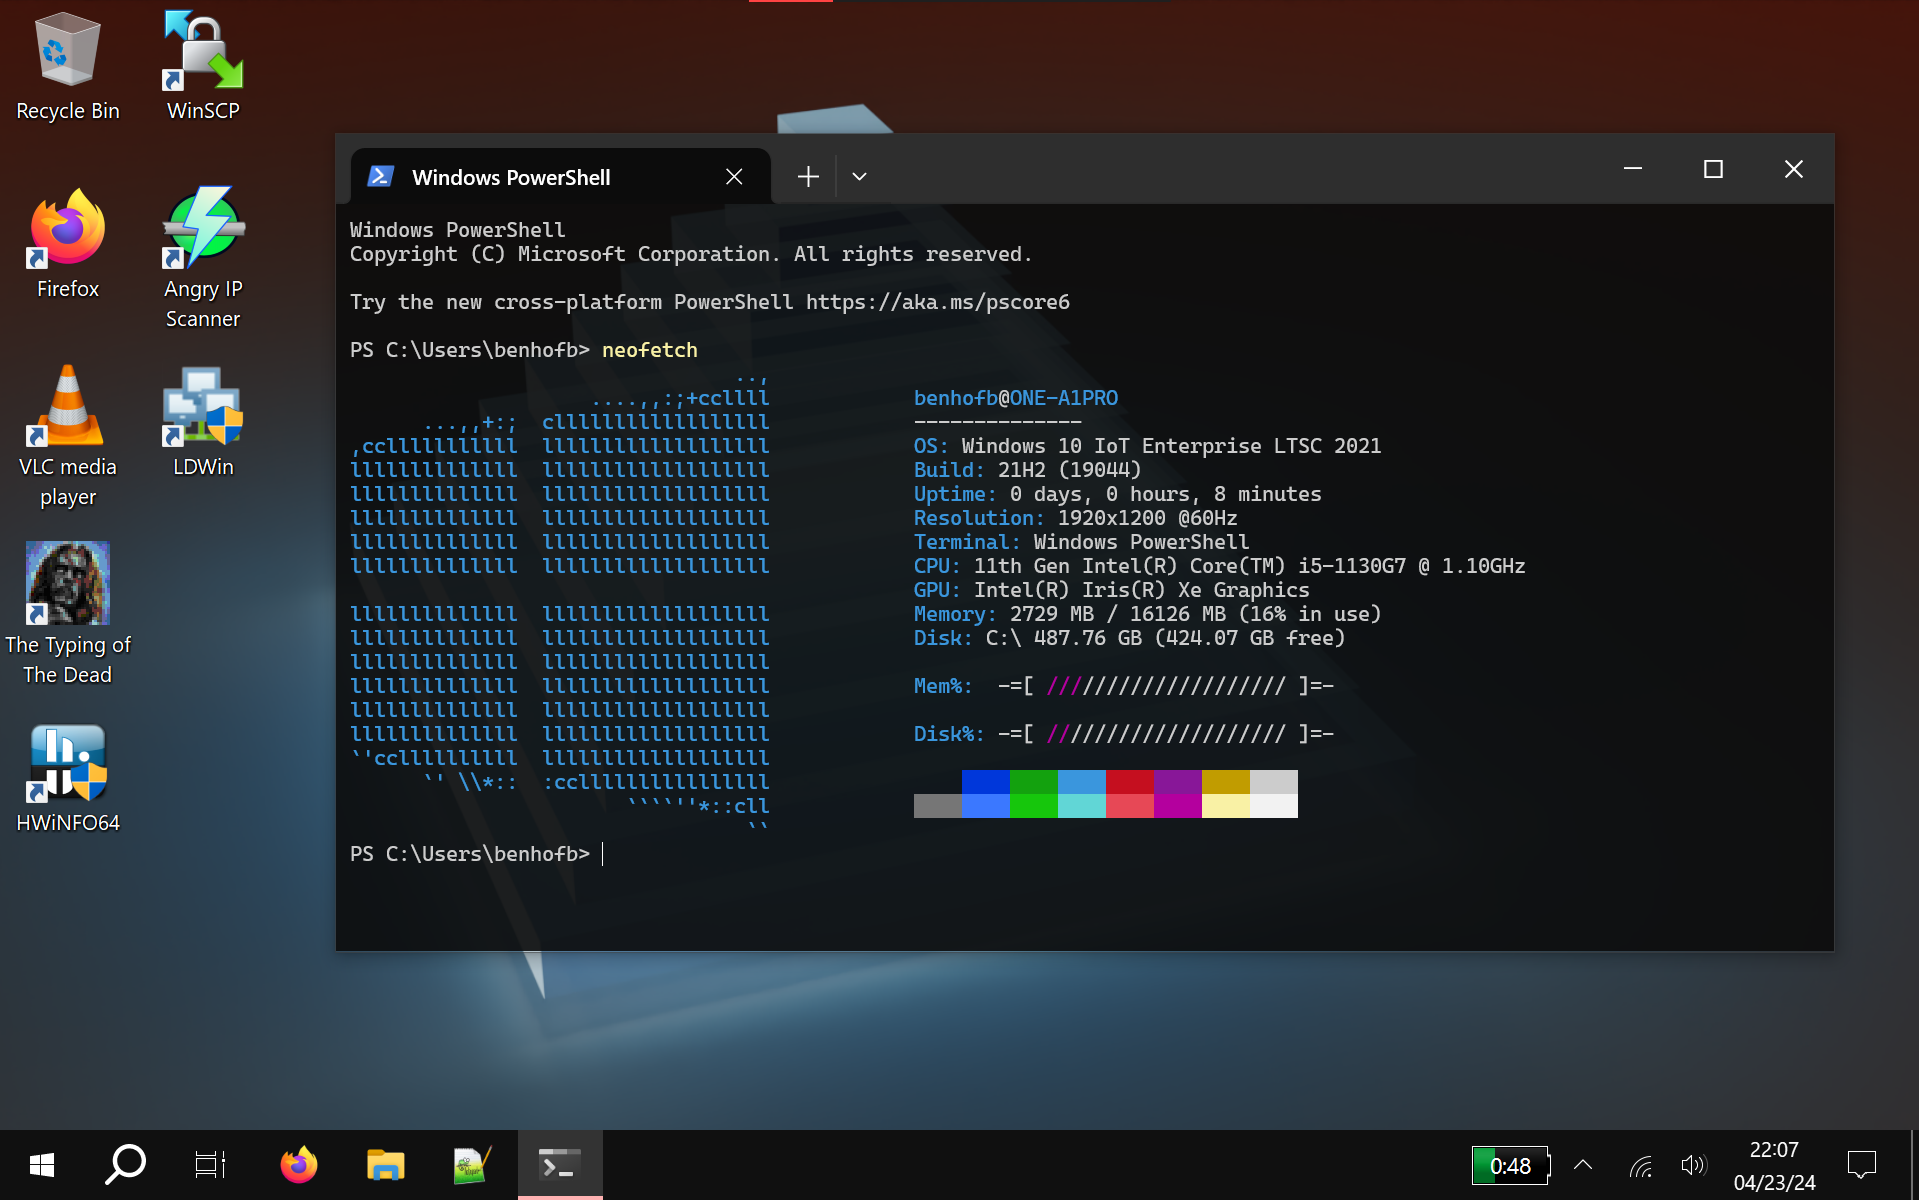 Recycle Bin
WinSCP
Firefox
Angry IP
Scanner
VLC media
player
LDWin
The Typing of
The Dead
HWiNFO64
Windows PowerShell
Windows PowerShell
Copyright (C) Microsoft Corporation. All rights reserved.
Try the new cross-platform PowerShell https://aka.ms/pscore6
PS C:\Users\benhofb> neofetch
..,
....,,:;+ccllll benhofb@ONE-A1PRO
...,,+:;  cllllllllllllllllll --------------
,cclllllllllll  lllllllllllllllllll OS: Windows 10 IoT Enterprise LTSC 2021
llllllllllllll  lllllllllllllllllll Build: 21H2 (19044)
llllllllllllll  lllllllllllllllllll Uptime: 0 days, 0 hours, 8 minutes
llllllllllllll  lllllllllllllllllll Resolution: 1920x1200 @60Hz
llllllllllllll  lllllllllllllllllll Terminal: Windows PowerShell
llllllllllllll  lllllllllllllllllll CPU: 11th Gen Intel(R) Core(TM) i5-1130G7 @ 1.10GHz
GPU: Intel(R) Iris(R) Xe Graphics
llllllllllllll  lllllllllllllllllll Memory: 2729 MB / 16126 MB (16% in use)
llllllllllllll  lllllllllllllllllll Disk: C:\ 487.76 GB (424.07 GB free)
llllllllllllll  lllllllllllllllllll
llllllllllllll  lllllllllllllllllll Mem%:  -=[ //////////////////// ]=-
llllllllllllll  lllllllllllllllllll
llllllllllllll  lllllllllllllllllll Disk%: -=[ //////////////////// ]=-
`'ccllllllllll  lllllllllllllllllll
`' \\*::  :ccllllllllllllllll
````''*::cll
``
PS C:\Users\benhofb>
0:48
22:07
04/23/24